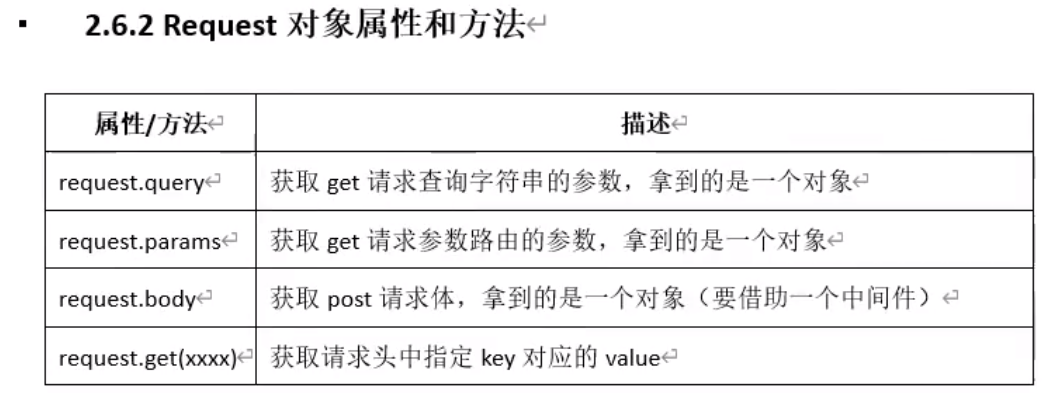 ▪ 2.6.2 Request 对象属性和方法↵
属性/方法↵ 描述↵
request.query↵ 获取 get 请求查询字符串的参数，拿到的是一个对象↵
request.params↵ 获取 get 请求参数路由的参数，拿到的是一个对象↵
request.body↵ 获取 post 请求体，拿到的是一个对象（要借助一个中间件）↵
request.get(xxxx)↵ 获取请求头中指定 key 对应的 value↵